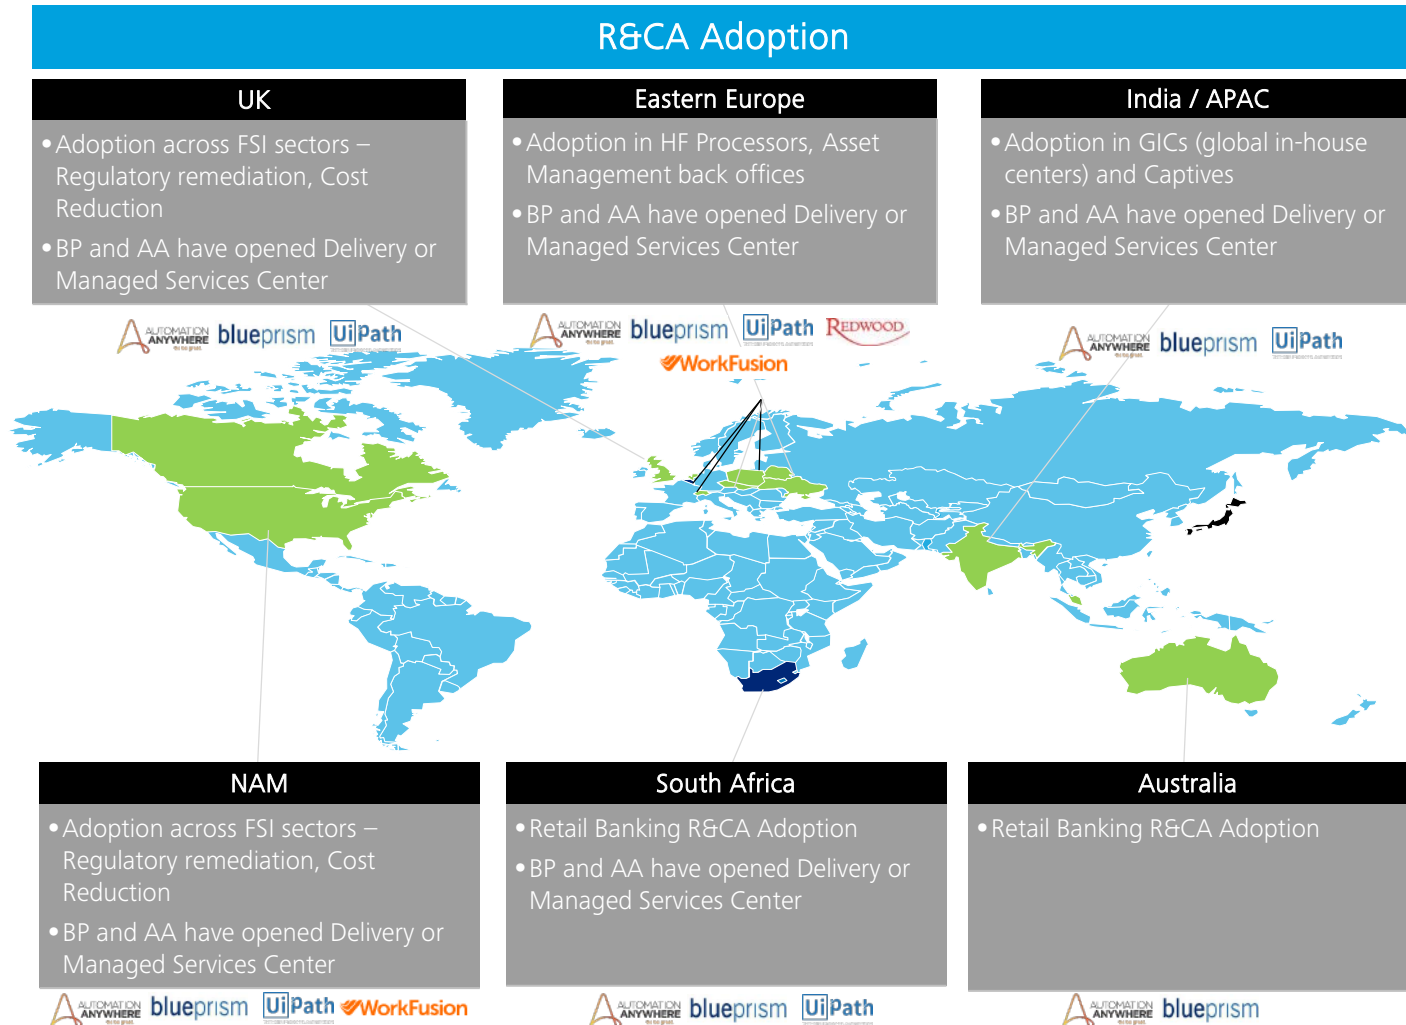 R&CA Adoption
UK
•Adoption across FSI sectors –
Regulatory remediation, Cost
Reduction
•BP and AA have opened Delivery or
Managed Services Center
AUTOMATION
ANYWHERE
blueprism
UiPath
Eastern Europe
•Adoption in HF Processors, Asset
Management back offices
•BP and AA have opened Delivery or
Managed Services Center
AUTOMATION
ANYWHERE
blueprism
UiPath
REDWOOD
WorkFusion
India / APAC
•Adoption in GICs (global in-house
centers) and Captives
•BP and AA have opened Delivery or
Managed Services Center
AUTOMATION
ANYWHERE
blueprism
UiPath
NAM
•Adoption across FSI sectors –
Regulatory remediation, Cost
Reduction
•BP and AA have opened Delivery or
Managed Services Center
AUTOMATION
ANYWHERE
blueprism
UiPath
WorkFusion
South Africa
•Retail Banking R&CA Adoption
•BP and AA have opened Delivery or
Managed Services Center
AUTOMATION
ANYWHERE
blueprism
UiPath
Australia
•Retail Banking R&CA Adoption
AUTOMATION
ANYWHERE
blueprism